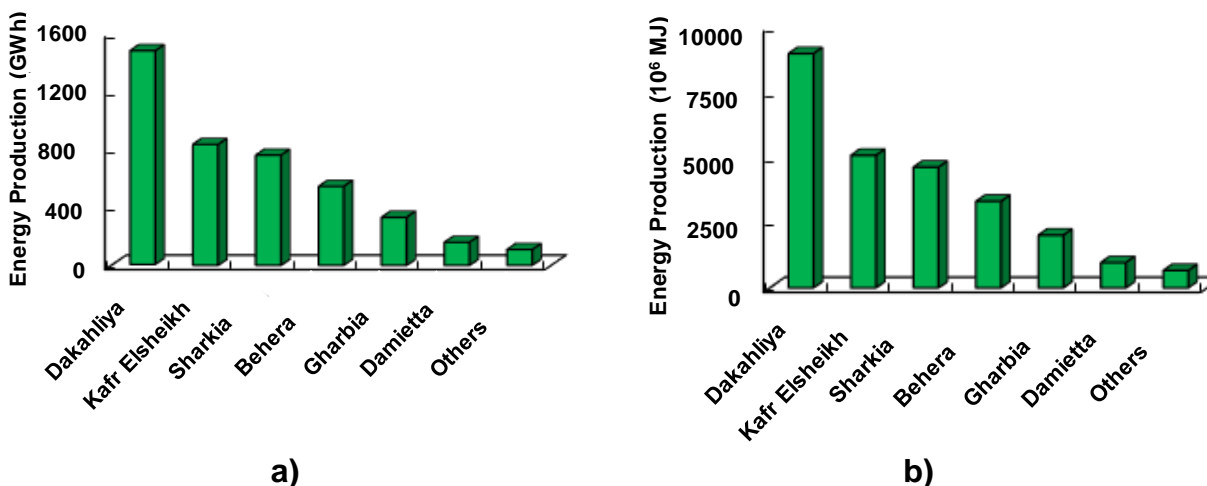 Energy Production (GWh)
1600
1200
800
400
0
Dakahliya
Kafr Elsheikh
Sharkia
Behera
Gharbia
Damietta
Others
a)
Energy Production (10⁶ MJ)
10000
7500
5000
2500
0
Dakahliya
Kafr Elsheikh
Sharkia
Behera
Gharbia
Damietta
Others
b)